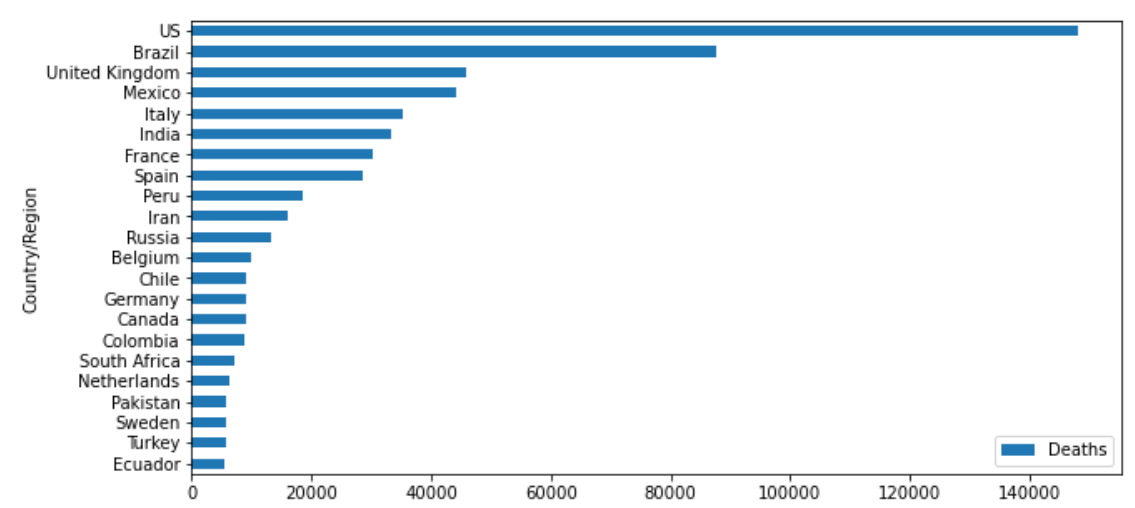 US
Brazil
United Kingdom
Mexico
Italy
India
France
Spain
Peru
Iran
Russia
Belgium
Chile
Germany
Canada
Colombia
South Africa
Netherlands
Pakistan
Sweden
Turkey
Ecuador
Country/Region
Deaths
0 20000 40000 60000 80000 100000 120000 140000